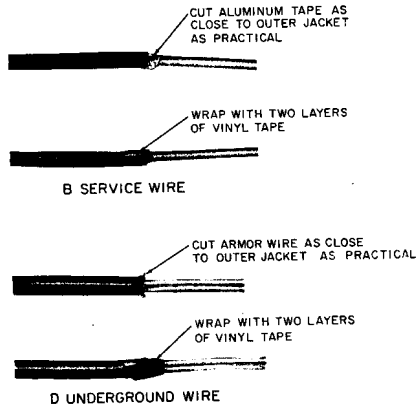 CUT ALUMINUM TAPE AS
CLOSE TO OUTER JACKET
AS PRACTICAL
WRAP WITH TWO LAYERS
OF VINYL TAPE
B SERVICE WIRE
CUT ARMOR WIRE AS CLOSE
TO OUTER JACKET AS PRACTICAL
WRAP WITH TWO LAYERS
OF VINYL TAPE
D UNDERGROUND WIRE